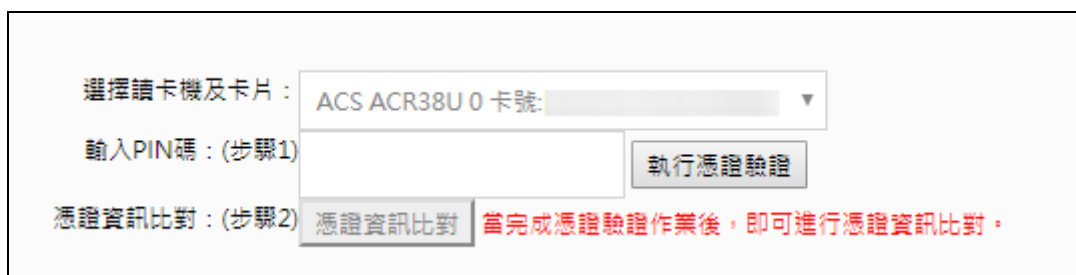 選擇讀卡機及卡片： ACS ACR38U 0 卡號:
輸入PIN碼：(步驟1) 執行憑證驗證
憑證資訊比對：(步驟2) 憑證資訊比對 當完成憑證驗證作業後，即可進行憑證資訊比對。